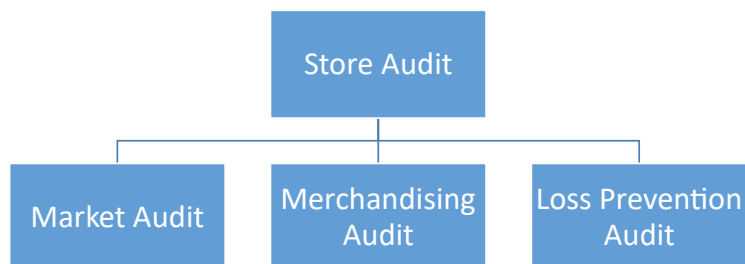 Store Audit
Market Audit
Merchandising
Audit
Loss Prevention
Audit